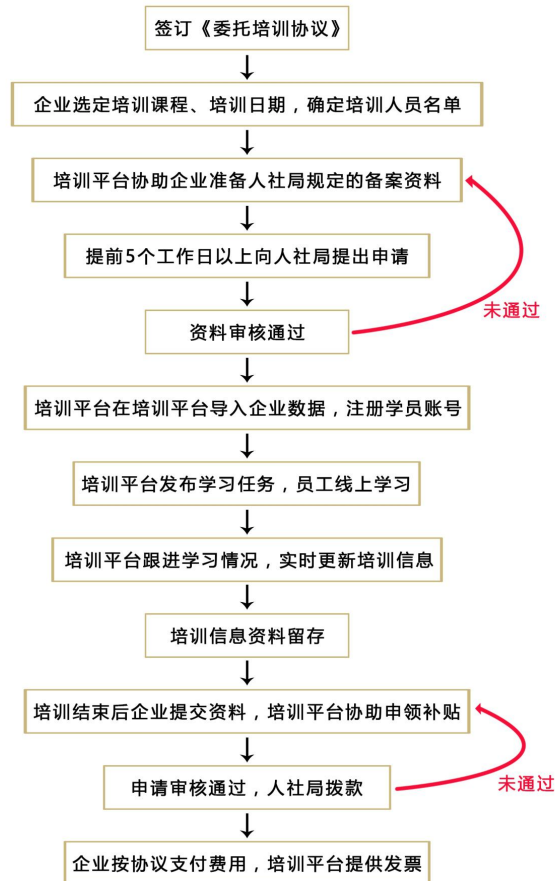 签订《委托培训协议》
企业选定培训课程、培训日期，确定培训人员名单
培训平台协助企业准备人社局规定的备案资料
提前5个工作日以上向人社局提出申请
未通过
资料审核通过
培训平台在培训平台导入企业数据，注册学员账号
培训平台发布学习任务，员工线上学习
培训平台跟进学习情况，实时更新培训信息
培训信息资料留存
培训结束后企业提交资料，培训平台协助申领补贴
未通过
申请审核通过，人社局拨款
企业按协议支付费用，培训平台提供发票